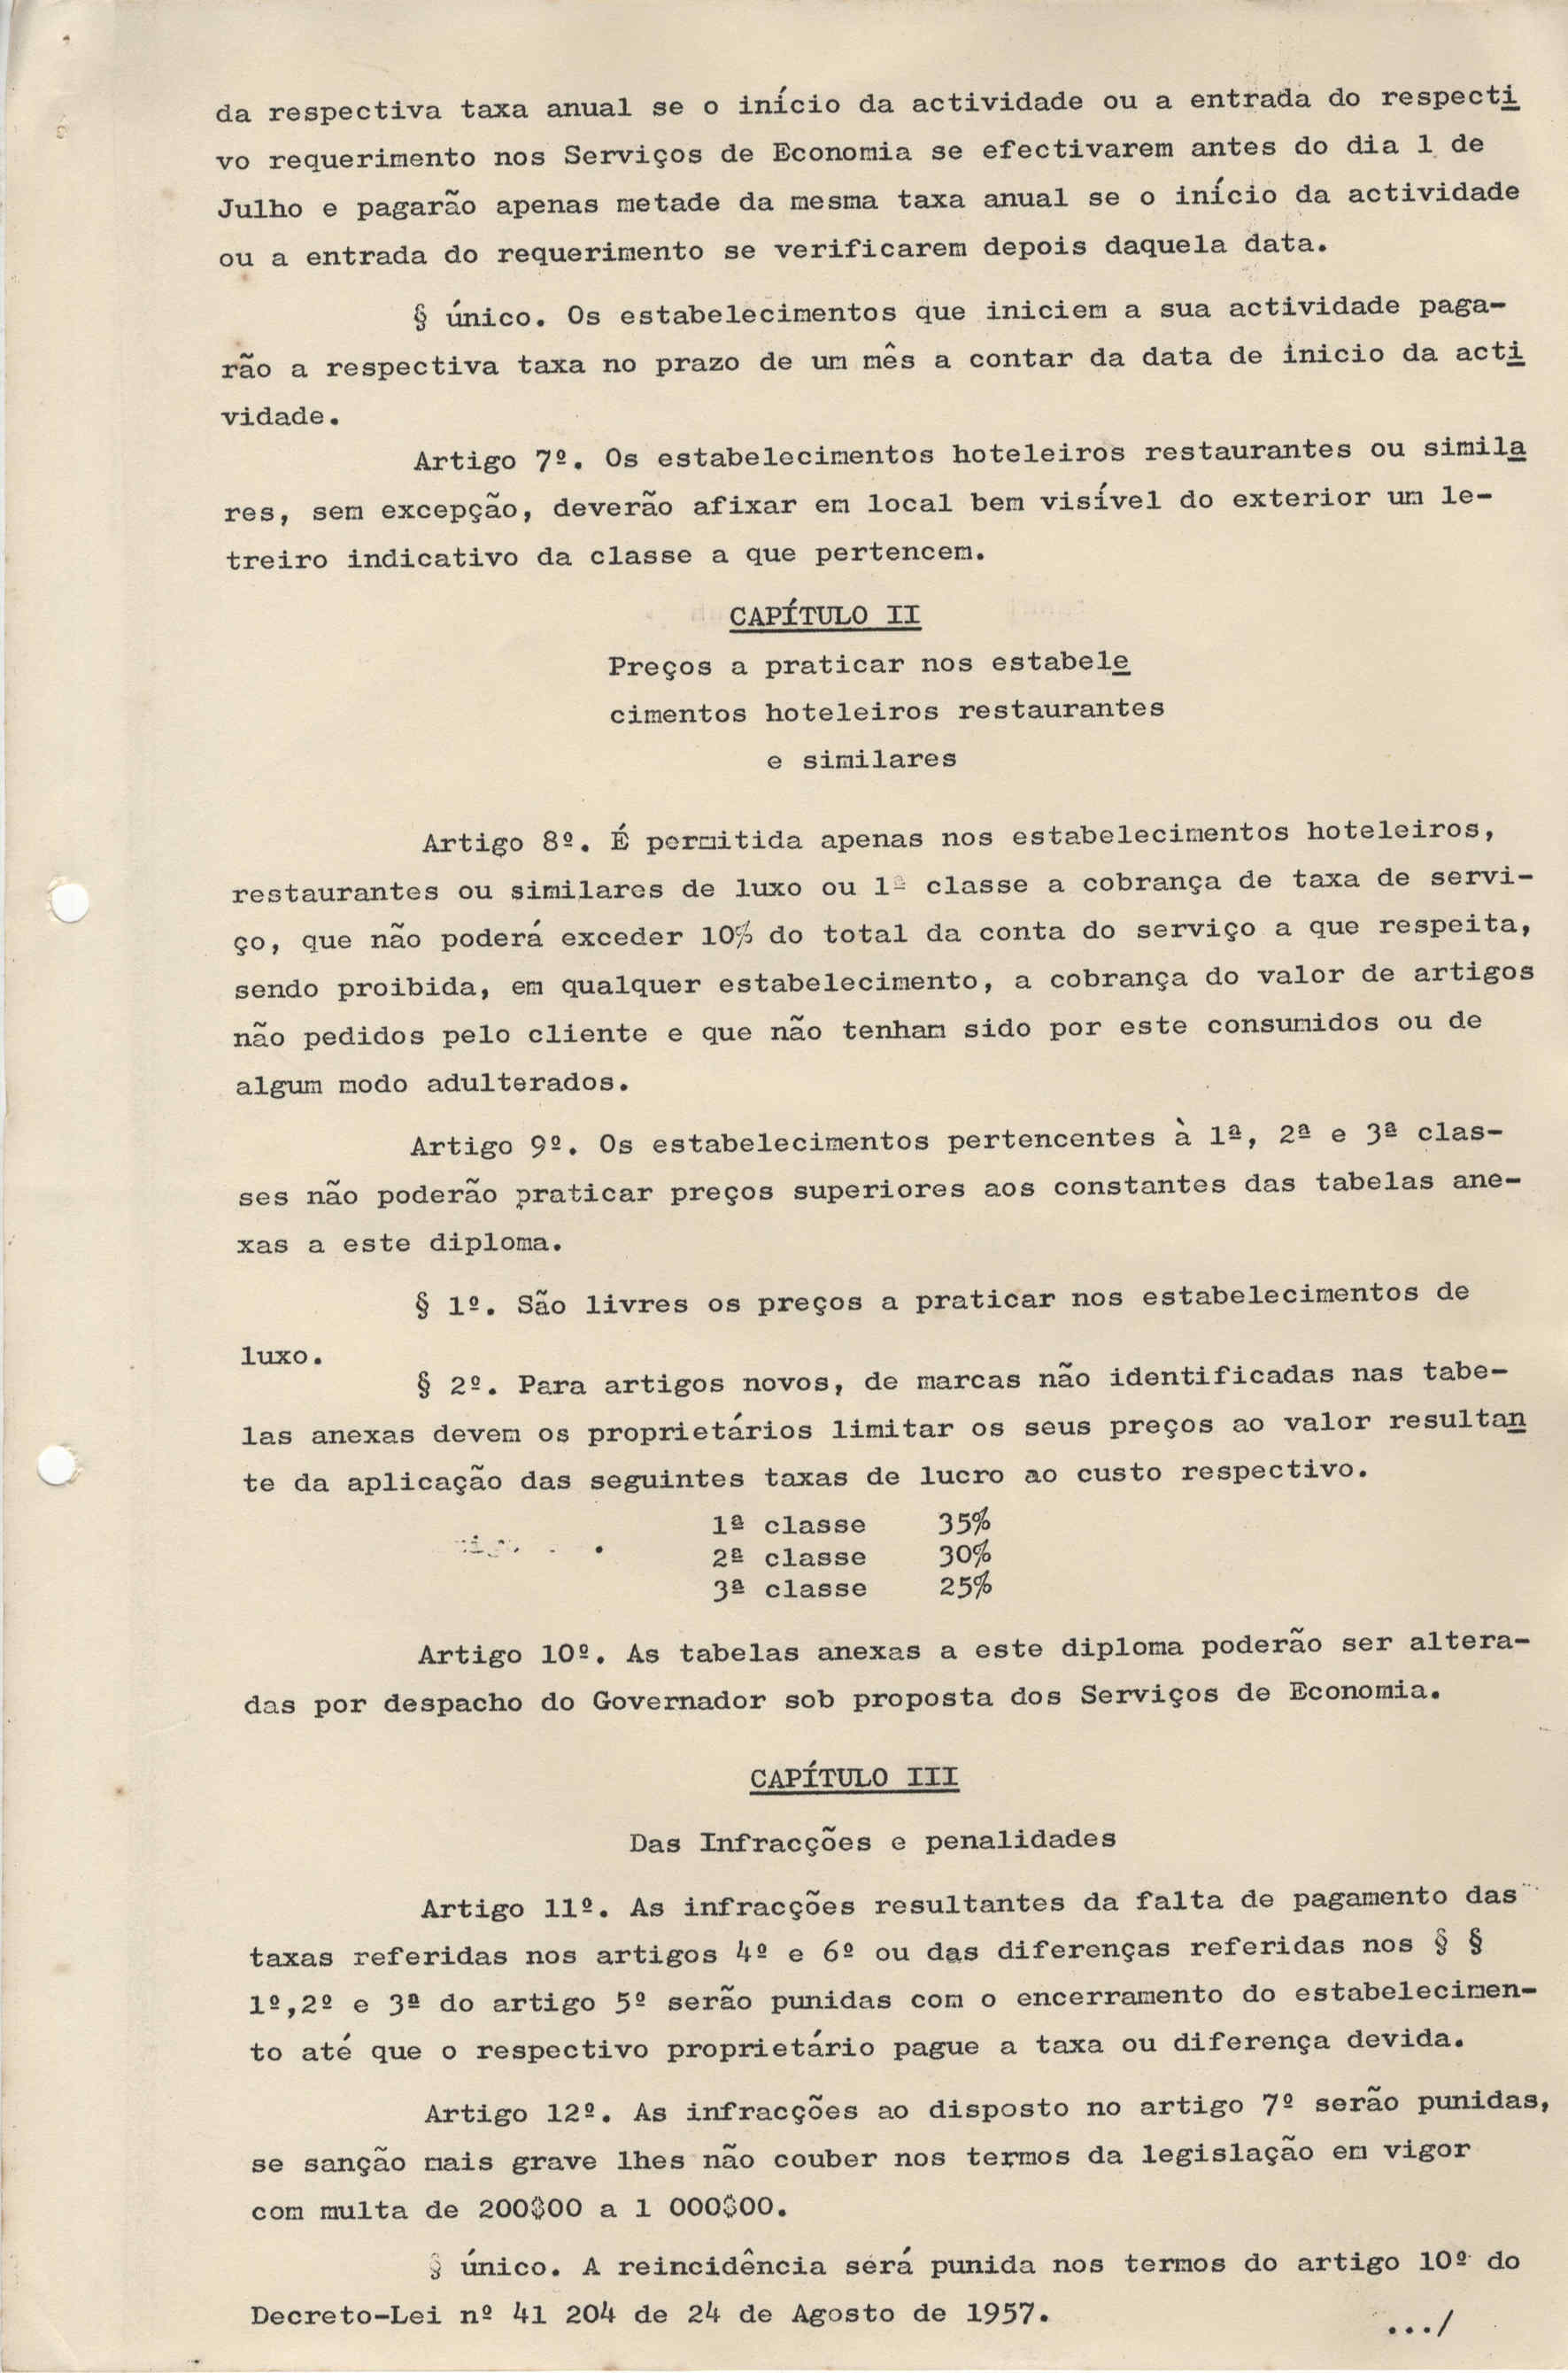 da respectiva taxa anual se o início da actividade ou a entrada do respecti
vo requerimento nos Serviços de Economia se efectivarem antes do dia 1 de
Julho e pagarão apenas metade da mesma taxa anual se o início da actividade
ou a entrada do requerimento se verificarem depois daquela data.
§ único. Os estabelecimentos que iniciem a sua actividade paga-
rão a respectiva taxa no prazo de um mês a contar da data de inicio da acti
vidade.
Artigo 7º. Os estabelecimentos hoteleiros restaurantes ou simila
res, sem excepção, deverão afixar em local bem visível do exterior um le-
treiro indicativo da classe a que pertencem.
CAPÍTULO II
Preços a praticar nos estabele
cimentos hoteleiros restaurantes
e similares
Artigo 8º. É permitida apenas nos estabelecimentos hoteleiros,
restaurantes ou similares de luxo ou 1ª classe a cobrança de taxa de servi-
ço, que não poderá exceder 10% do total da conta do serviço a que respeita,
sendo proibida, em qualquer estabelecimento, a cobrança do valor de artigos
não pedidos pelo cliente e que não tenham sido por este consumidos ou de
algum modo adulterados.
Artigo 9º. Os estabelecimentos pertencentes à 1ª, 2ª e 3ª clas-
ses não poderão praticar preços superiores aos constantes das tabelas ane-
xas a este diploma.
§ 1º. São livres os preços a praticar nos estabelecimentos de
luxo.
§ 2º. Para artigos novos, de marcas não identificadas nas tabe-
las anexas devem os proprietários limitar os seus preços ao valor resultan
te da aplicação das seguintes taxas de lucro ao custo respectivo.
1ª classe 35%
2ª classe 30%
3ª classe 25%
Artigo 10º. As tabelas anexas a este diploma poderão ser altera-
das por despacho do Governador sob proposta dos Serviços de Economia.
CAPÍTULO III
Das Infracções e penalidades
Artigo 11º. As infracções resultantes da falta de pagamento das
taxas referidas nos artigos 4º e 6º ou das diferenças referidas nos § §
1º,2º e 3ª do artigo 5º serão punidas com o encerramento do estabelecimen-
to até que o respectivo proprietário pague a taxa ou diferença devida.
Artigo 12º. As infracções ao disposto no artigo 7º serão punidas,
se sanção mais grave lhes não couber nos termos da legislação em vigor
com multa de 200$00 a 1 000$00.
§ único. A reincidência será punida nos termos do artigo 10º do
Decreto-Lei nº 41 204 de 24 de Agosto de 1957.
.../